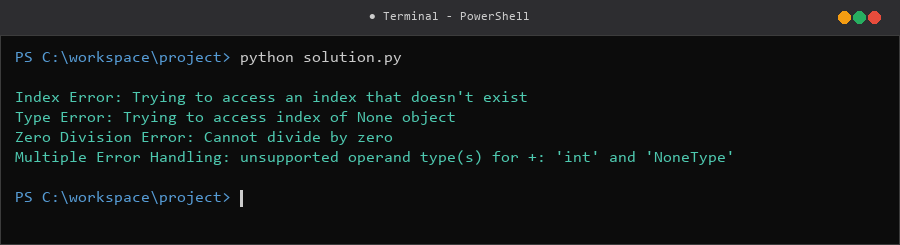 ● Terminal - PowerShell
PS C:\workspace\project> python solution.py
Index Error: Trying to access an index that doesn't exist
Type Error: Trying to access index of None object
Zero Division Error: Cannot divide by zero
Multiple Error Handling: unsupported operand type(s) for +: 'int' and 'NoneType'
PS C:\workspace\project>